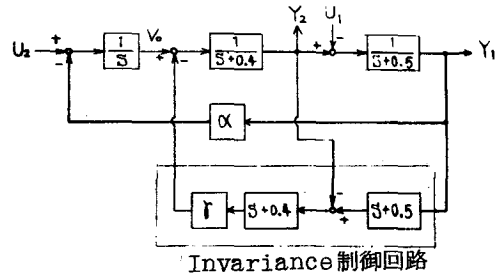 Y₂ U₁
U₂ + - 1/S V₀ + - 1/(S+0.4) + - 1/(S+0.5) Y₁
α
γ S+0.4 - + S+0.5
Invariance制御回路